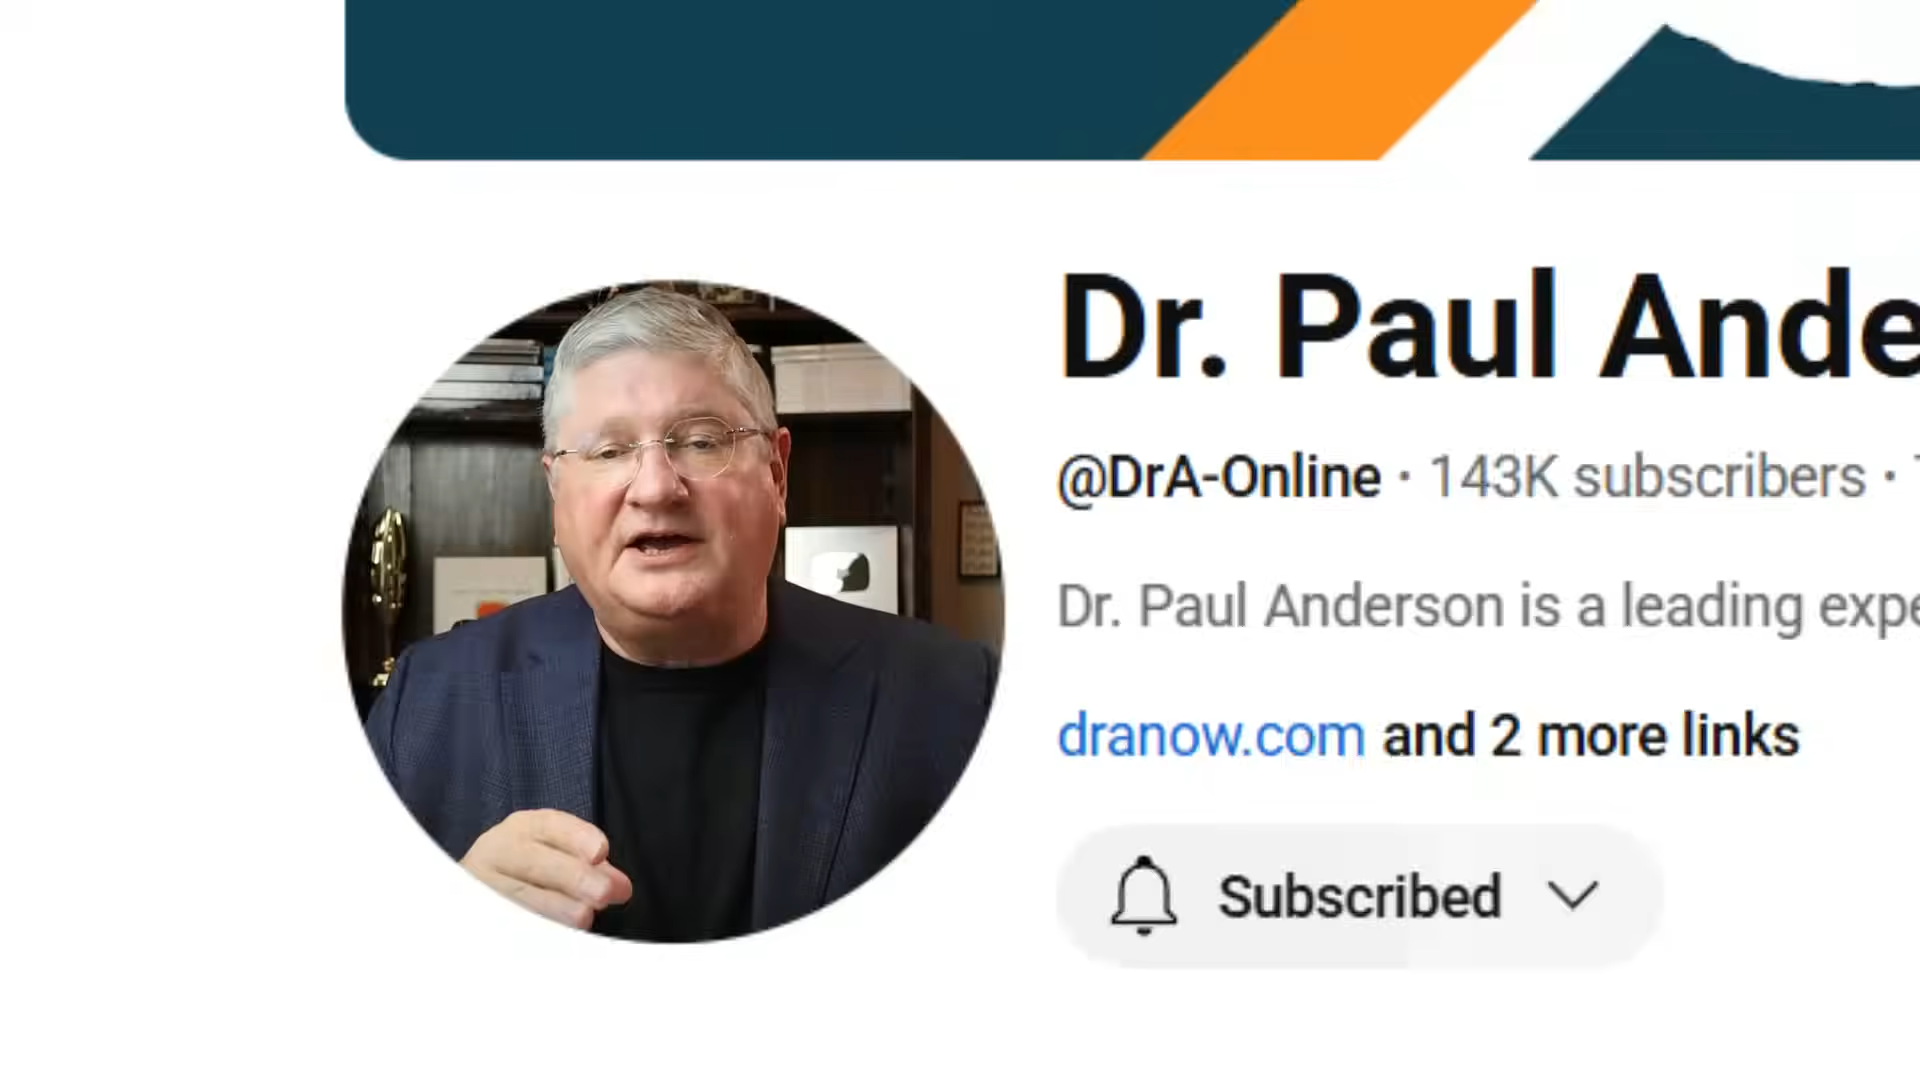 Dr. Paul Ande
@DrA-Online · 143K subscribers ·
Dr. Paul Anderson is a leading expe
dranow.com and 2 more links
Subscribed